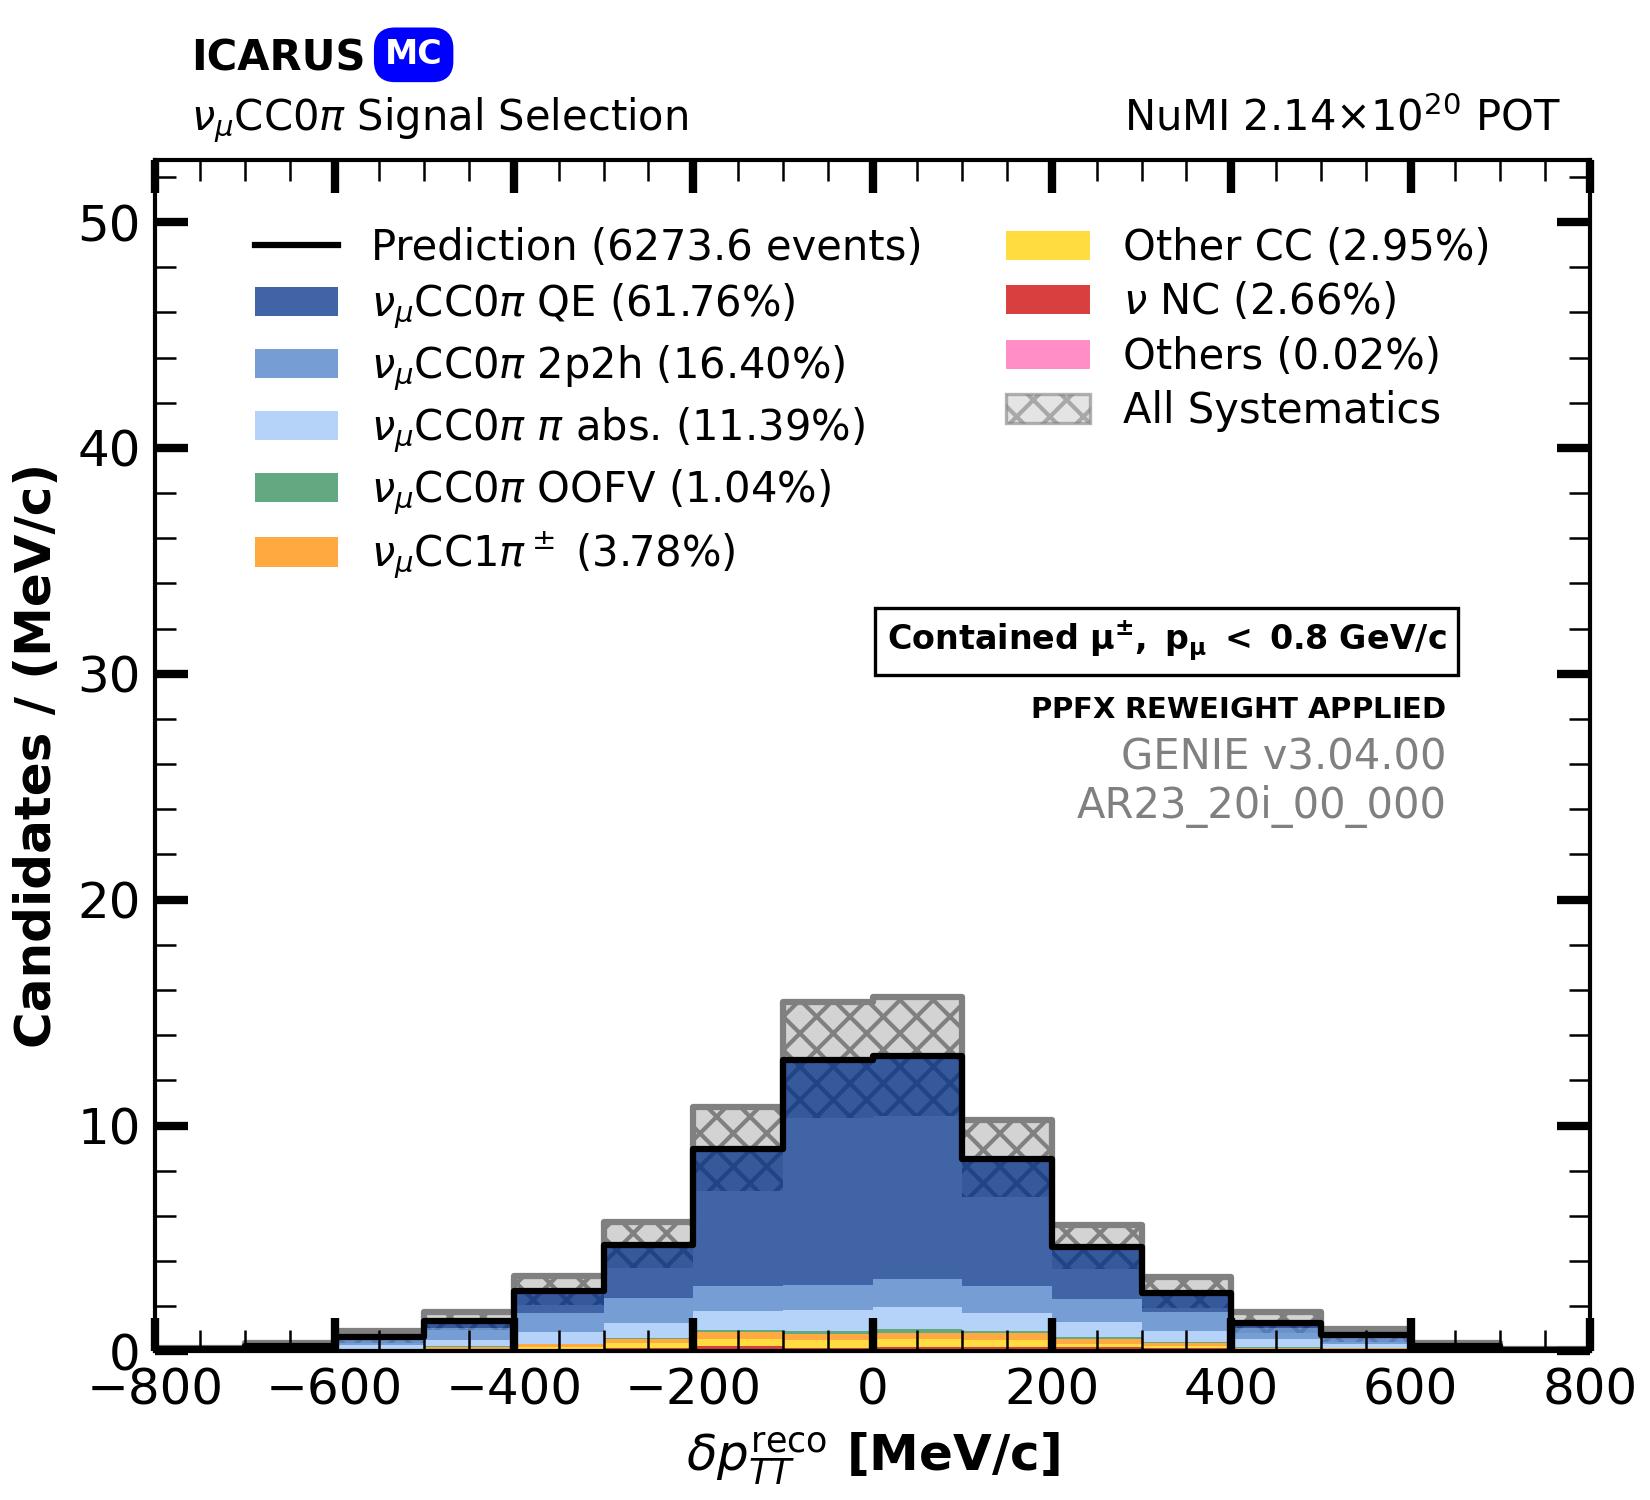 ICARUS MC
νμCC0π Signal Selection
NuMI 2.14×10²⁰ POT
Prediction (6273.6 events)
νμCC0π QE (61.76%)
νμCC0π 2p2h (16.40%)
νμCC0π π abs. (11.39%)
νμCC0π OOFV (1.04%)
νμCC1π± (3.78%)
Other CC (2.95%)
ν NC (2.66%)
Others (0.02%)
All Systematics
Contained μ±, pμ < 0.8 GeV/c
PPFX REWEIGHT APPLIED
GENIE v3.04.00
AR23_20i_00_000
Candidates / (MeV/c)
50
40
30
20
10
0
−800 −600 −400 −200 0 200 400 600 800
δp_TT^reco [MeV/c]